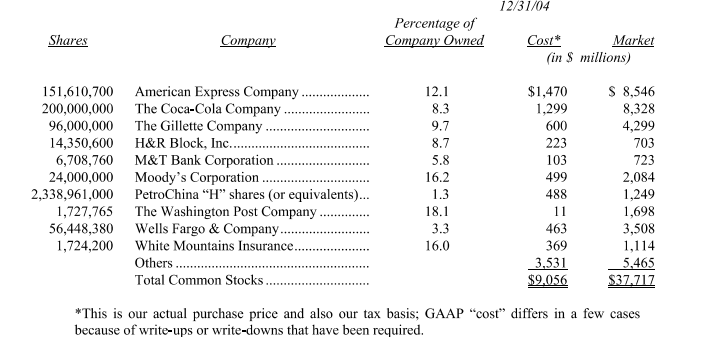 12/31/04
Percentage of
Shares Company Company Owned Cost* Market
(in $ millions)
151,610,700 American Express Company ................... 12.1 $1,470 $ 8,546
200,000,000 The Coca-Cola Company ........................ 8.3 1,299 8,328
96,000,000 The Gillette Company ............................. 9.7 600 4,299
14,350,600 H&R Block, Inc....................................... 8.7 223 703
6,708,760 M&T Bank Corporation .......................... 5.8 103 723
24,000,000 Moody's Corporation .............................. 16.2 499 2,084
2,338,961,000 PetroChina “H” shares (or equivalents)... 1.3 488 1,249
1,727,765 The Washington Post Company .............. 18.1 11 1,698
56,448,380 Wells Fargo & Company......................... 3.3 463 3,508
1,724,200 White Mountains Insurance..................... 16.0 369 1,114
Others ...................................................... 3,531 5,465
Total Common Stocks ............................. $9,056 $37,717
*This is our actual purchase price and also our tax basis; GAAP “cost” differs in a few cases
because of write-ups or write-downs that have been required.